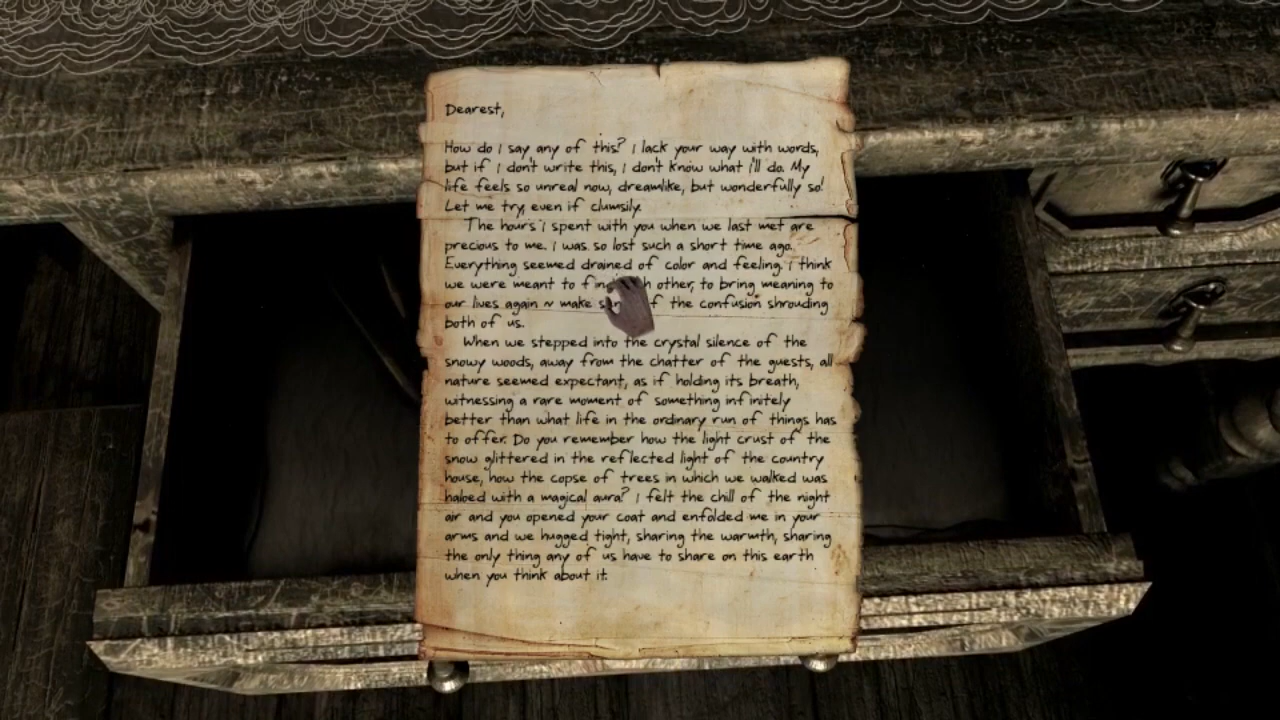 Dearest,
How do i say any of this? i lack your way with words,
but if i don't write this, i don't know what i'll do. My
life feels so unreal now, dreamlike, but wonderfully so!
Let me try, even if clumsily.
The hours i spent with you when we last met are
precious to me. i was so lost such a short time ago.
Everything seemed drained of color and feeling. i think
we were meant to other, to bring meaning to
our lives again ~ make the confusion shrouding
both of us.
When we stepped into the crystal silence of the
snowy woods, away from the chatter of the guests, all
nature seemed expectant, as if holding its breath,
witnessing a rare moment of something infinitely
better than what life in the ordinary run of things has
to offer. Do you remember how the light crust of the
snow glittered in the reflected light of the country
house, how the copse of trees in which we walked was
haloed with a magical aura? i felt the chill of the night
air and you opened your coat and enfolded me in your
arms and we hugged tight, sharing the warmth, sharing
the only thing any of us have to share on this earth
when you think about it.